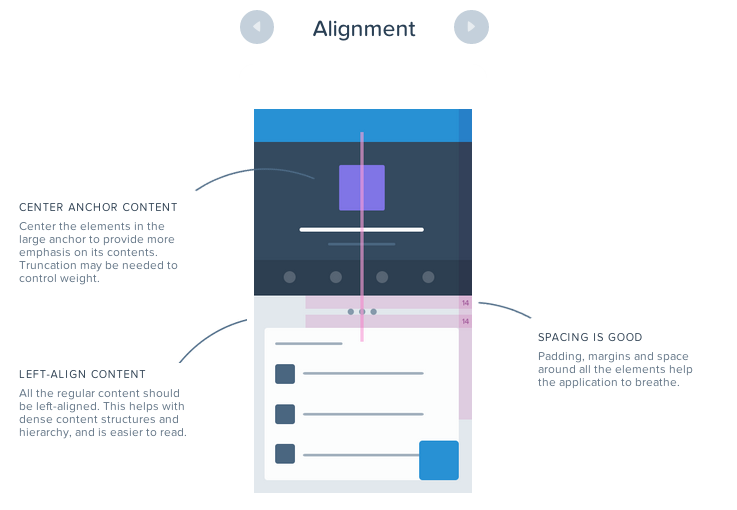 Alignment
CENTER ANCHOR CONTENT
Center the elements in the
large anchor to provide more
emphasis on its contents.
Truncation may be needed to
control weight.
14
14
SPACING IS GOOD
Padding, margins and space
around all the elements help
the application to breathe.
LEFT-ALIGN CONTENT
All the regular content should
be left-aligned. This helps with
dense content structures and
hierarchy, and is easier to read.